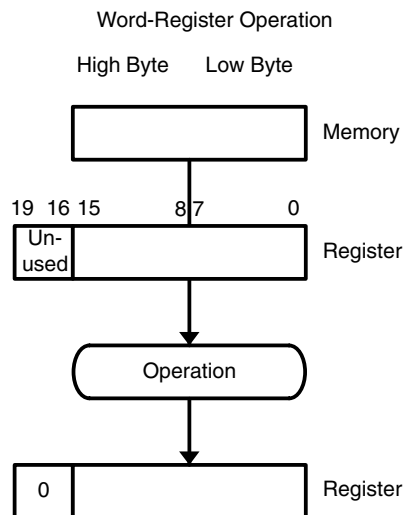 Word-Register Operation
High Byte Low Byte
Memory
19 16 15 8 7 0
Un-
used
Register
Operation
0
Register